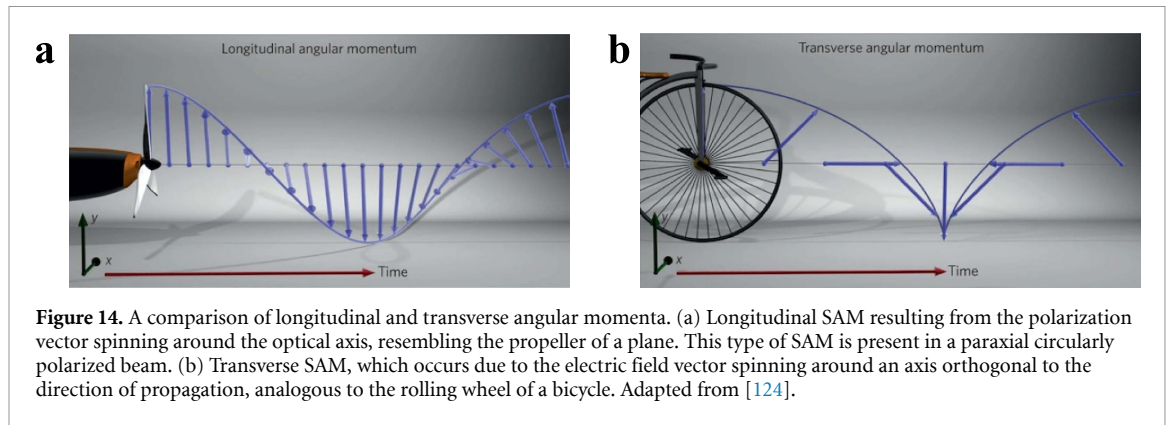 a
Longitudinal angular momentum
y
x
Time
b
Transverse angular momentum
y
x
Time
Figure 14. A comparison of longitudinal and transverse angular momenta. (a) Longitudinal SAM resulting from the polarization
vector spinning around the optical axis, resembling the propeller of a plane. This type of SAM is present in a paraxial circularly
polarized beam. (b) Transverse SAM, which occurs due to the electric field vector spinning around an axis orthogonal to the
direction of propagation, analogous to the rolling wheel of a bicycle. Adapted from [124].